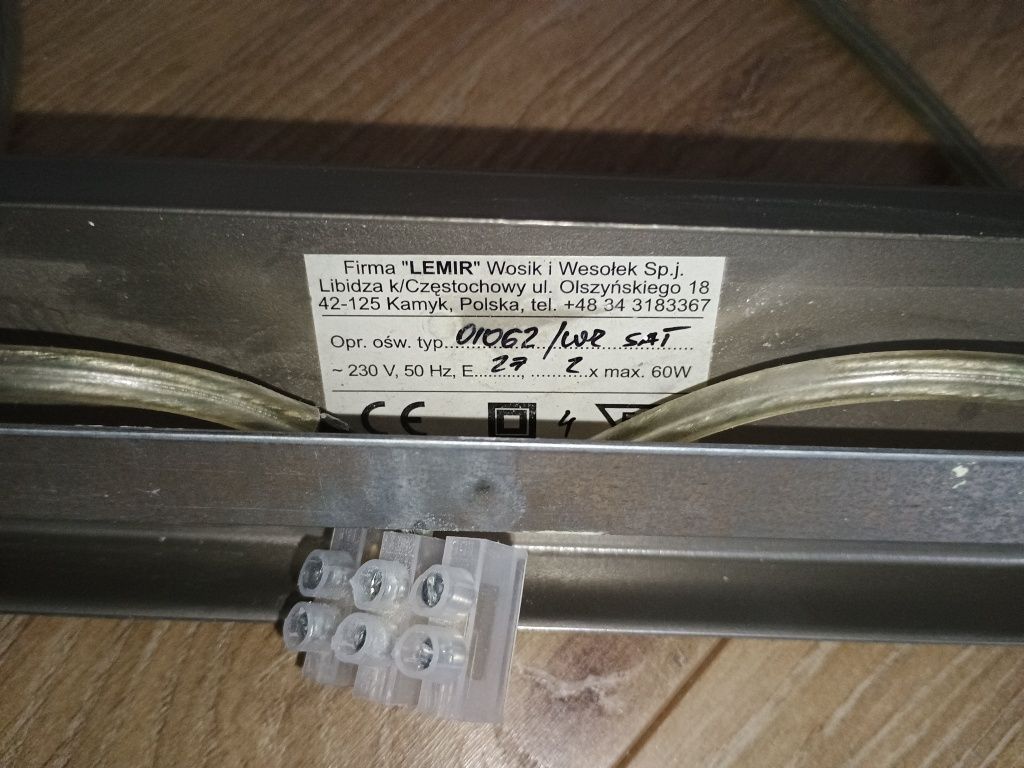 Firma "LEMIR" Wosik i Wesołek Sp.j.
Libidza k/Częstochowy ul. Olszyńskiego 18
42-125 Kamyk, Polska, tel. +48 34 3183367
Opr. ośw. typ...01062/W2 SAT
~ 230 V, 50 Hz, E...27..., ...2...x max. 60W
CE 4 F